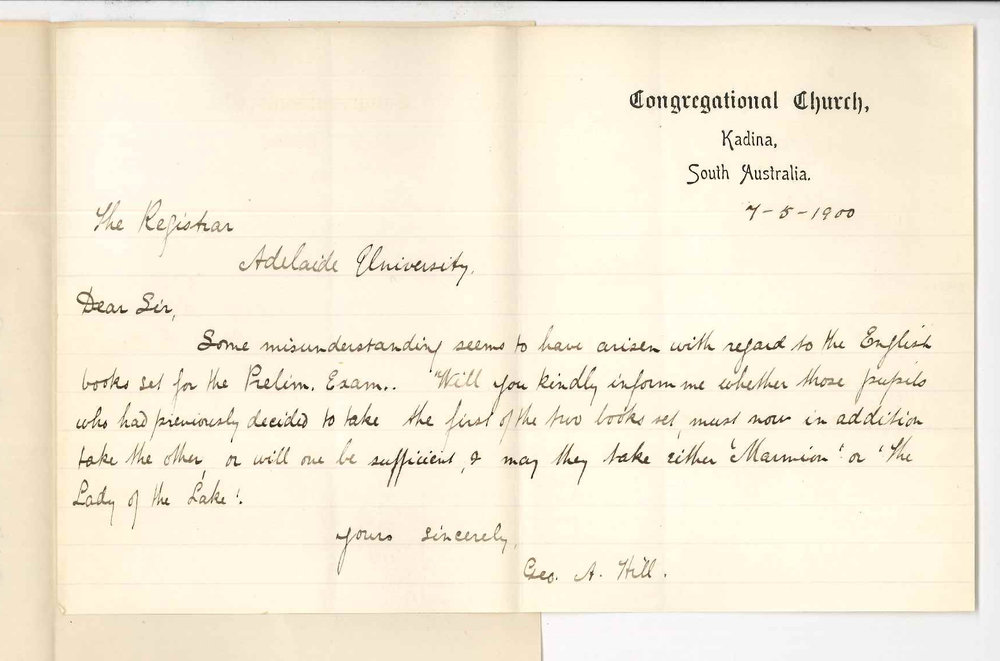 Congregational Church,
Kadina,
South Australia.
7-5-1900
The Registrar
Adelaide University.
Dear Sir,
Some misunderstanding seems to have arisen with regard to the English
books set for the Prelim. Exam.. Will you kindly inform me whether those pupils
who had previously decided to take the first of the two books set, must now in addition
take the other, or will one be sufficient, & may they take either "Marmion" or "The
Lady of the Lake".
Yours sincerely,
Geo. A. Hill.